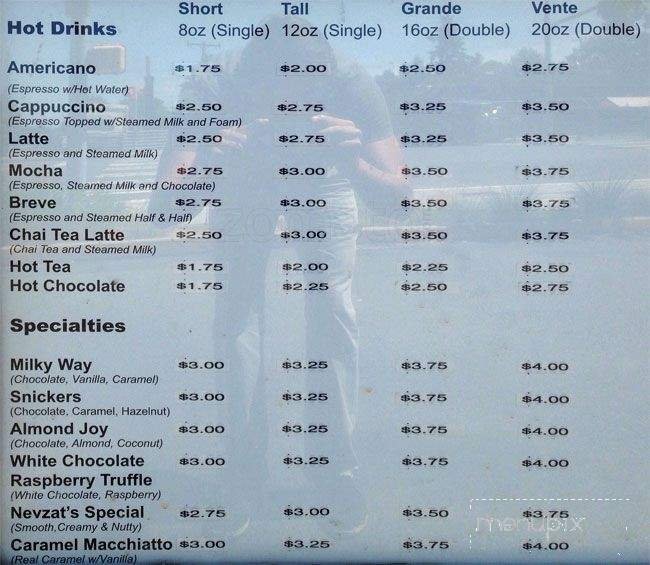 Short Tall Grande Vente
Hot Drinks 8oz (Single) 12oz (Single) 16oz (Double) 20oz (Double)
Americano $1.75 $2.00 $2.50 $2.75
(Espresso w/Hot Water)
Cappuccino $2.50 $2.75 $3.25 $3.50
(Espresso Topped w/Steamed Milk and Foam)
Latte $2.50 $2.75 $3.25 $3.50
(Espresso and Steamed Milk)
Mocha $2.75 $3.00 $3.50 $3.75
(Espresso, Steamed Milk and Chocolate)
Breve $2.75 $3.00 $3.50 $3.75
(Espresso and Steamed Half & Half)
Chai Tea Latte $2.50 $3.00 $3.50 $3.75
(Chai Tea and Steamed Milk)
Hot Tea $1.75 $2.00 $2.25 $2.50
Hot Chocolate $1.75 $2.25 $2.50 $2.75
Specialties
Milky Way $3.00 $3.25 $3.75 $4.00
(Chocolate, Vanilla, Caramel)
Snickers $3.00 $3.25 $3.75 $4.00
(Chocolate, Caramel, Hazelnut)
Almond Joy $3.00 $3.25 $3.75 $4.00
(Chocolate, Almond, Coconut)
White Chocolate $3.00 $3.25 $3.75 $4.00
Raspberry Truffle
(White Chocolate, Raspberry)
Nevzat's Special $2.75 $3.00 $3.50 $3.75
(Smooth,Creamy & Nutty)
menupix
Caramel Macchiatto $3.00 $3.25 $3.75 $4.00
(Real Caramel w/Vanilla)